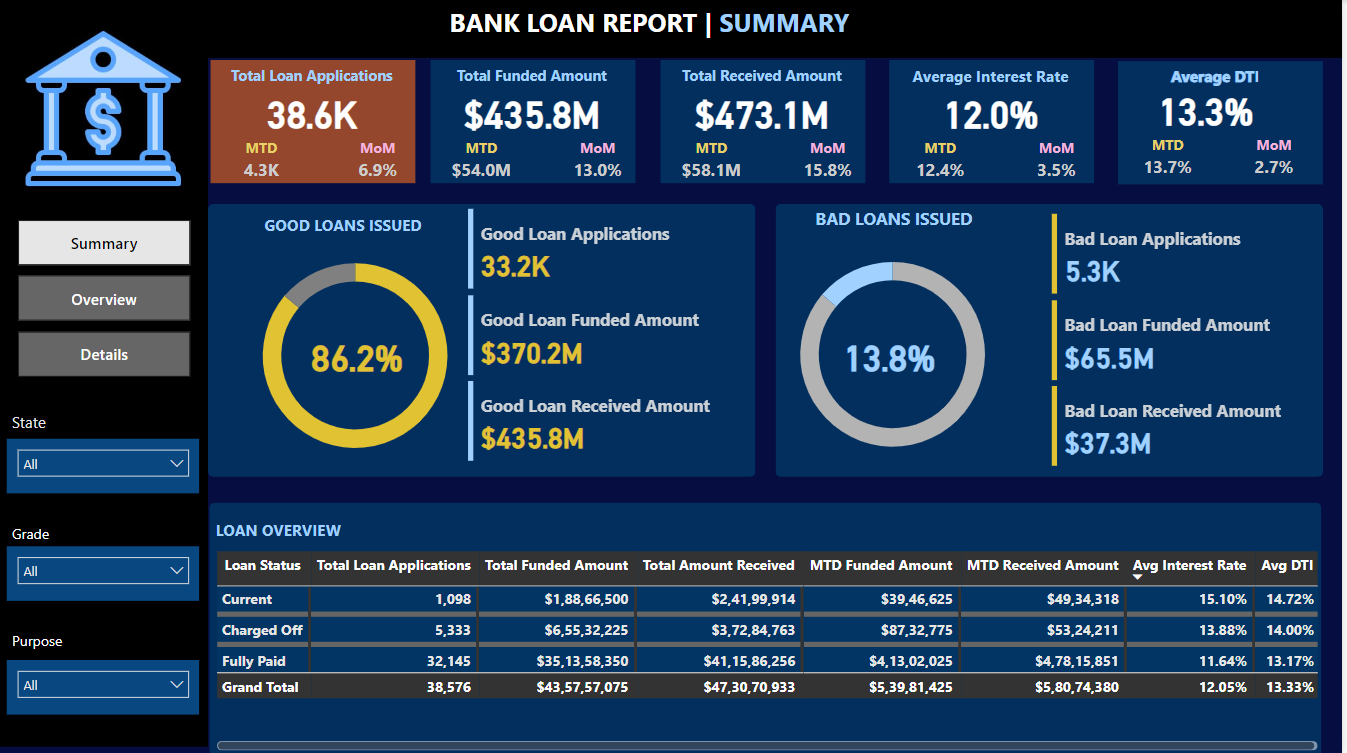 BANK LOAN REPORT | SUMMARY
Total Loan Applications
38.6K
MTD MoM
4.3K 6.9%
Total Funded Amount
$435.8M
MTD MoM
$54.0M 13.0%
Total Received Amount
$473.1M
MTD MoM
$58.1M 15.8%
Average Interest Rate
12.0%
MTD MoM
12.4% 3.5%
Average DTI
13.3%
MTD MoM
13.7% 2.7%
$
Summary
Overview
Details
State
All
Grade
All
Purpose
All
GOOD LOANS ISSUED
86.2%
Good Loan Applications
33.2K
Good Loan Funded Amount
$370.2M
Good Loan Received Amount
$435.8M
BAD LOANS ISSUED
13.8%
Bad Loan Applications
5.3K
Bad Loan Funded Amount
$65.5M
Bad Loan Received Amount
$37.3M
LOAN OVERVIEW
Loan Status Total Loan Applications Total Funded Amount Total Amount Received MTD Funded Amount MTD Received Amount Avg Interest Rate Avg DTI
Current 1,098 $1,88,66,500 $2,41,99,914 $39,46,625 $49,34,318 15.10% 14.72%
Charged Off 5,333 $6,55,32,225 $3,72,84,763 $87,32,775 $53,24,211 13.88% 14.00%
Fully Paid 32,145 $35,13,58,350 $41,15,86,256 $4,13,02,025 $4,78,15,851 11.64% 13.17%
Grand Total 38,576 $43,57,57,075 $47,30,70,933 $5,39,81,425 $5,80,74,380 12.05% 13.33%